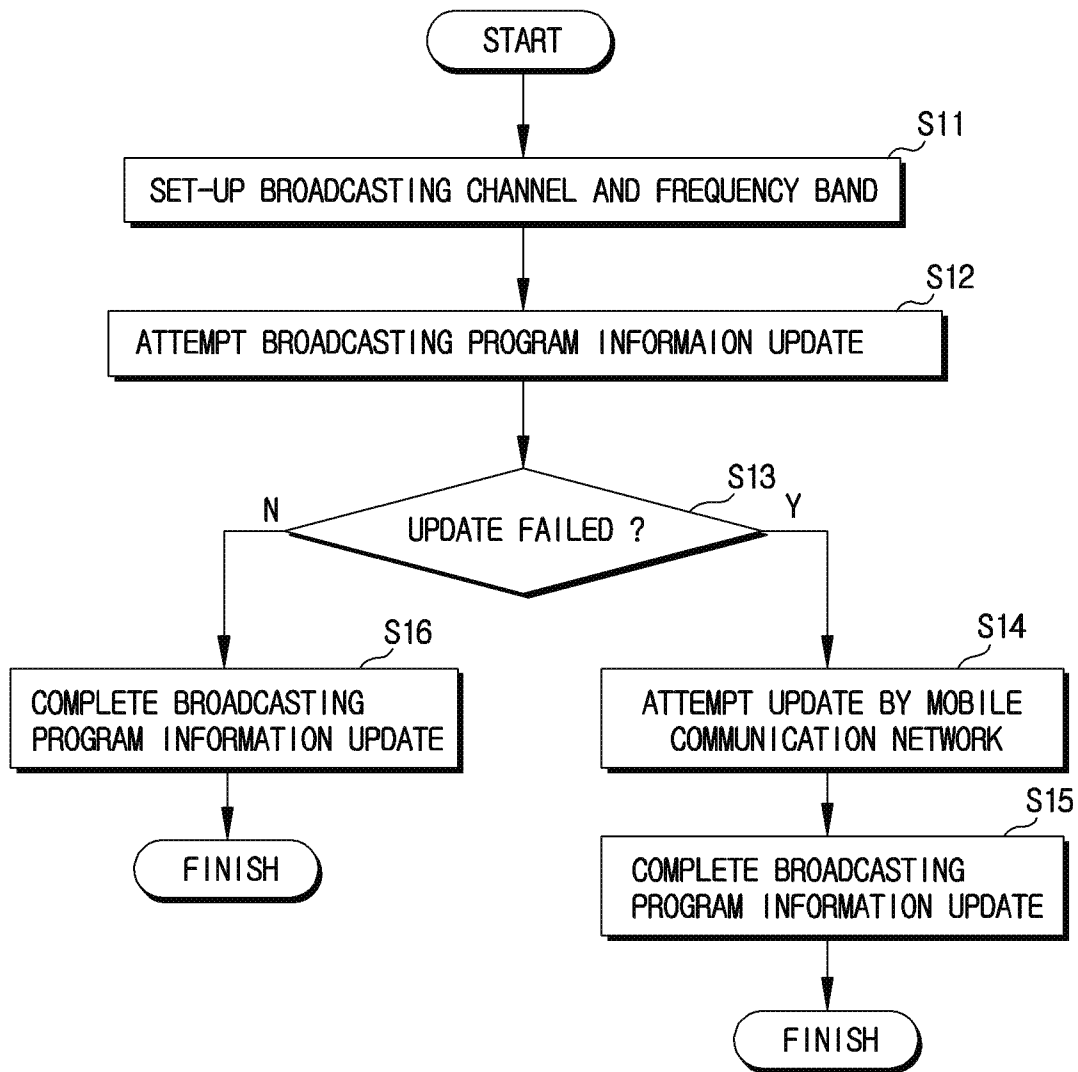 START
S11
SET-UP BROADCASTING CHANNEL AND FREQUENCY BAND
S12
ATTEMPT BROADCASTING PROGRAM INFORMAION UPDATE
S13
N
UPDATE FAILED ?
Y
S16
COMPLETE BROADCASTING
PROGRAM INFORMATION UPDATE
FINISH
S14
ATTEMPT UPDATE BY MOBILE
COMMUNICATION NETWORK
S15
COMPLETE BROADCASTING
PROGRAM INFORMATION UPDATE
FINISH